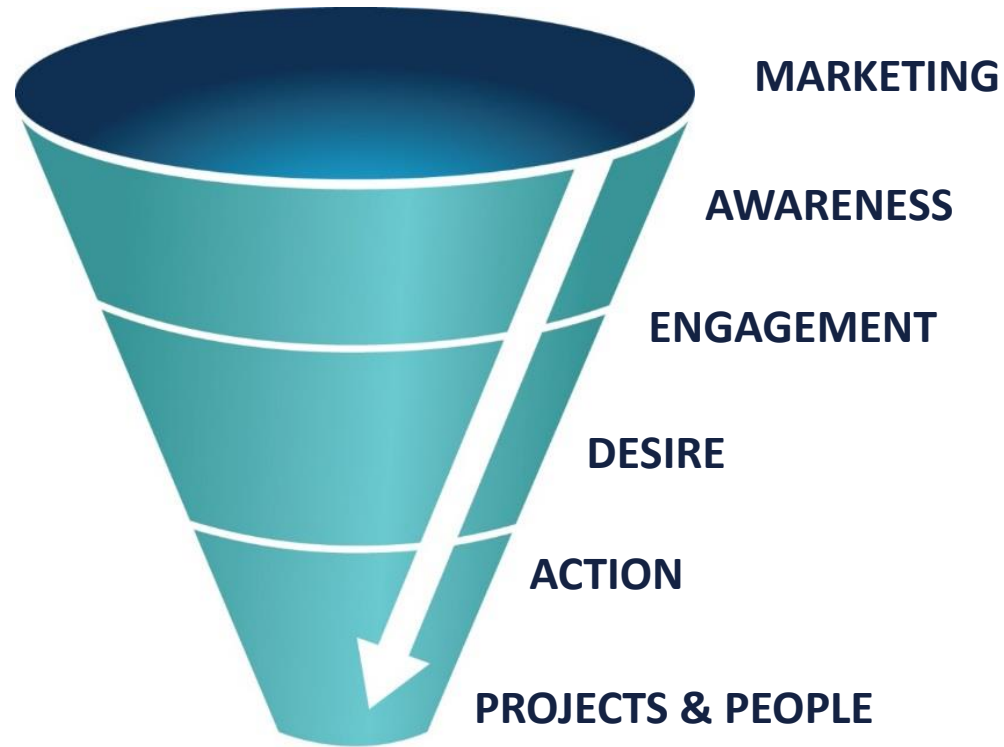 MARKETING
AWARENESS
ENGAGEMENT
DESIRE
ACTION
PROJECTS & PEOPLE